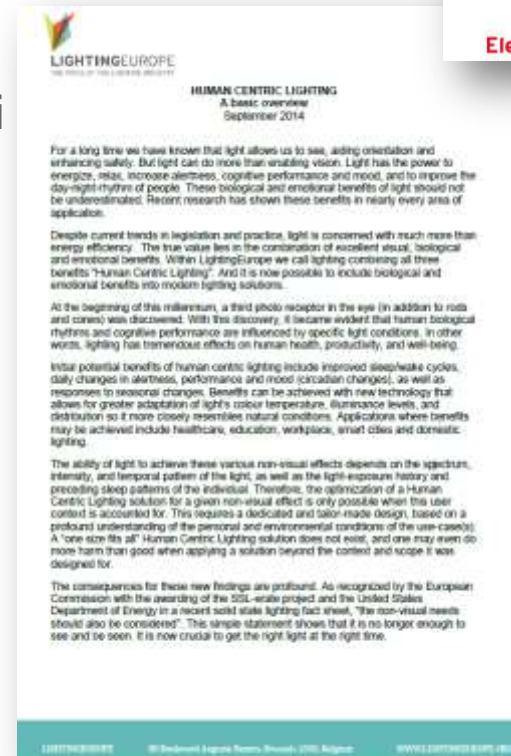 Ele
i
LIGHTINGEUROPE
THE VOICE OF THE LIGHTING INDUSTRY
HUMAN CENTRIC LIGHTING
A basic overview
September 2014
For a long time we have known that light allows us to see, aiding orientation and
enhancing safety. But light can do more than enabling vision. Light has the power to
energize, relax, increase alertness, cognitive performance and mood, and to improve the
day-night-rhythm of people. These biological and emotional benefits of light should not
be underestimated. Recent research has shown these benefits in nearly every area of
application.
Despite current trends in legislation and practice, light is concerned with much more than
energy efficiency. The true value lies in the combination of excellent visual, biological
and emotional benefits. Within LightingEurope we call lighting combining all three
benefits "Human Centric Lighting". And it is now possible to include biological and
emotional benefits into modern lighting solutions.
At the beginning of this millennium, a third photo receptor in the eye (in addition to rods
and cones) was discovered. With this discovery, it became evident that human biological
rhythms and cognitive performance are influenced by specific light conditions. In other
words, lighting has tremendous effects on human health, productivity, and well-being.
Initial potential benefits of human centric lighting include improved sleep/wake cycles,
daily changes in alertness, performance and mood (circadian changes), as well as
responses to seasonal changes. Benefits can be achieved with new technology that
allows for greater adaptation of light's colour temperature, illuminance levels, and
distribution so it more closely resembles natural conditions. Applications where benefits
may be achieved include healthcare, education, workplace, smart cities and domestic
lighting.
The ability of light to achieve these various non-visual effects depends on the spectrum,
intensity, and temporal pattern of the light, as well as the light-exposure history and
preceding sleep patterns of the individual. Therefore, the optimization of a Human
Centric Lighting solution for a given non-visual effect is only possible when this user
context is accounted for. This requires a dedicated and tailor-made design, based on a
profound understanding of the personal and environmental conditions of the use-case(s).
A "one size fits all" Human Centric Lighting solution does not exist, and one may even do
more harm than good when applying a solution beyond the context and scope it was
designed for.
The consequences for these new findings are profound. As recognized by the European
Commission with the awarding of the SSL-erate project and the United States
Department of Energy in a recent solid state lighting fact sheet, "the non-visual needs
should also be considered". This simple statement shows that it is no longer enough to
see and be seen. It is now crucial to get the right light at the right time.
LIGHTINGEUROPE